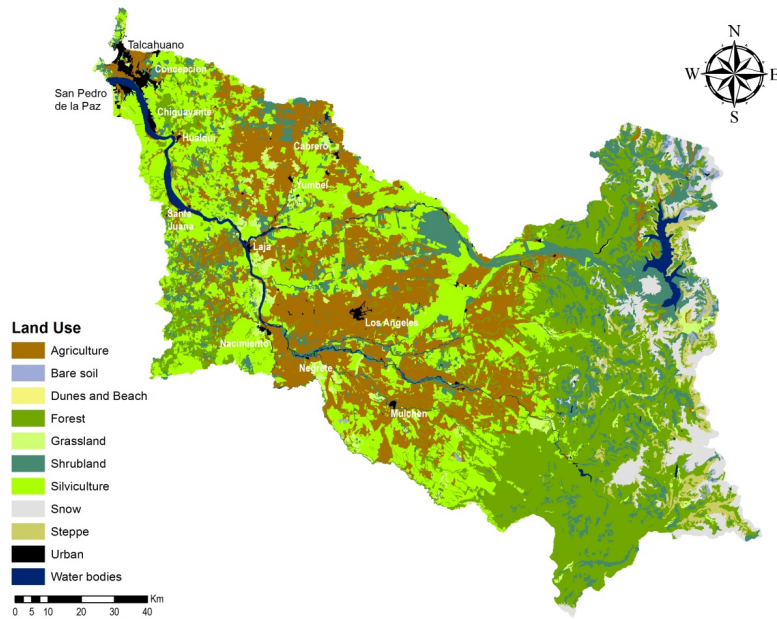 Talcahuano
Concepcion
San Pedro
de la Paz
Chiguayante
Hualqui
Cabrero
Yumbel
Santa
Juana
Laja
Los Angeles
Nacimiento
Negrete
Mulchen
N
W E
S
Land Use
Agriculture
Bare soil
Dunes and Beach
Forest
Grassland
Shrubland
Silviculture
Snow
Steppe
Urban
Water bodies
Km
0 5 10 20 30 40